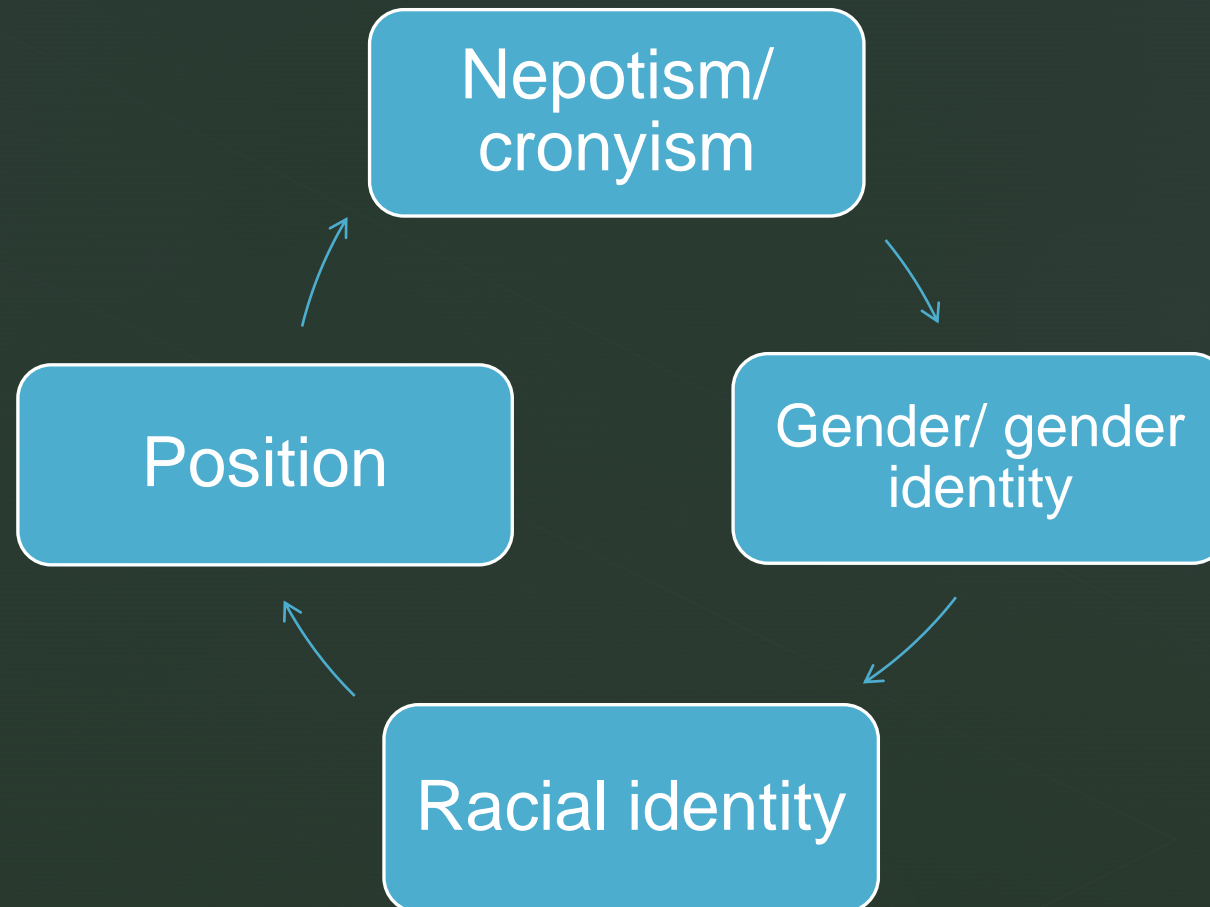 Nepotism/
cronyism
Gender/ gender
identity
Position
Racial identity